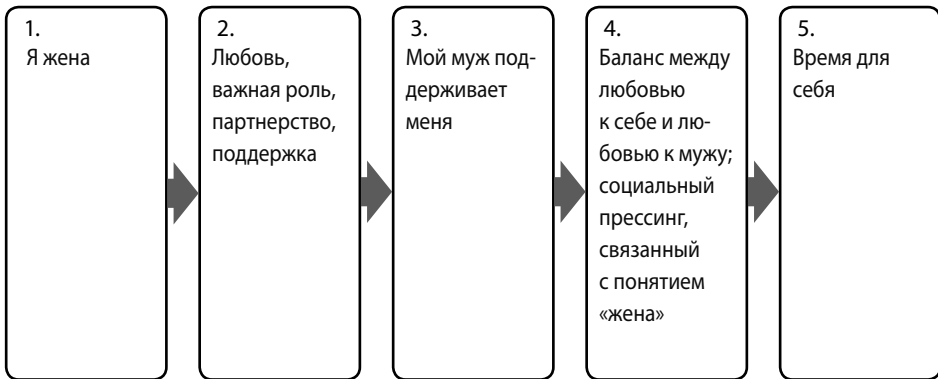 1.
Я жена
2.
Любовь,
важная роль,
партнерство,
поддержка
3.
Мой муж под-
держивает
меня
4.
Баланс между
любовью
к себе и лю-
бовью к мужу;
социальный
прессинг,
связанный
с понятием
«жена»
5.
Время для
себя